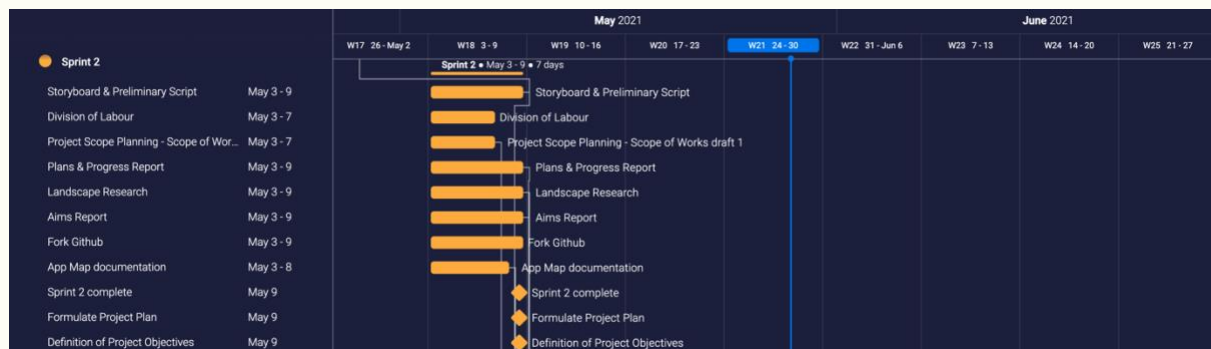 May 2021 June 2021
W17 26 - May 2 W18 3 - 9 W19 10 - 16 W20 17 - 23 W21 24 - 30 W22 31 - Jun 6 W23 7 - 13 W24 14 - 20 W25 21 - 27
Sprint 2 Sprint 2 • May 3 - 9 • 7 days
Storyboard & Preliminary Script May 3 - 9 Storyboard & Preliminary Script
Division of Labour May 3 - 7 Division of Labour
Project Scope Planning - Scope of Wor... May 3 - 7 Project Scope Planning - Scope of Works draft 1
Plans & Progress Report May 3 - 9 Plans & Progress Report
Landscape Research May 3 - 9 Landscape Research
Aims Report May 3 - 9 Aims Report
Fork Github May 3 - 9 Fork Github
App Map documentation May 3 - 8 App Map documentation
Sprint 2 complete May 9 Sprint 2 complete
Formulate Project Plan May 9 Formulate Project Plan
Definition of Project Objectives May 9 Definition of Project Objectives